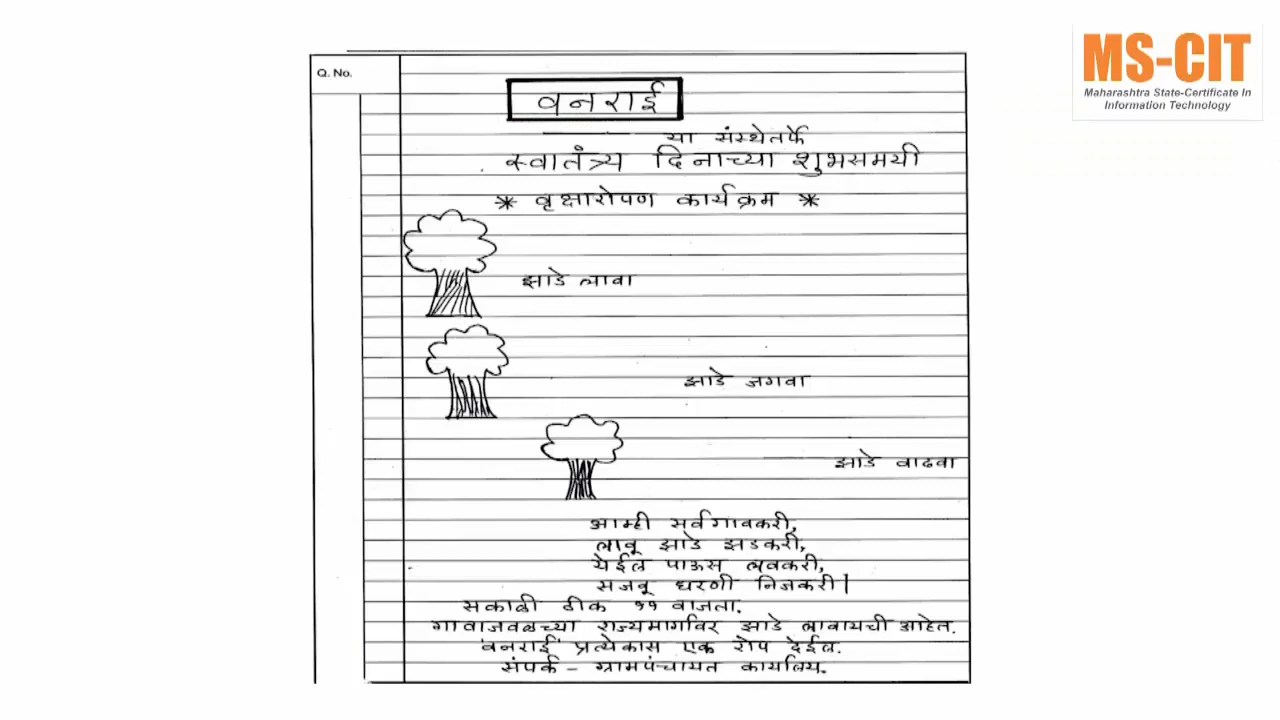 MS-CIT
Maharashtra State-Certificate In
Information Technology
Q. No.
वनराई
या संस्थेतर्फे
स्वातंत्र्य दिनाच्या शुभसमयी
* वृक्षारोपण कार्यक्रम *
झाडे लावा
झाडे जगवा
झाडे वाढवा
आम्ही सर्व गावकरी,
लावू झाडे झडकरी,
येईल पाऊस लवकरी,
सजवू धरणी निजकरी|
सकाळी ठीक ११ वाजता.
गावाजवळच्या राज्यमार्गावर झाडे लावायची आहेत.
'वनराई' प्रत्येकास एक रोप देईल.
संपर्क – ग्रामपंचायत कार्यालय.